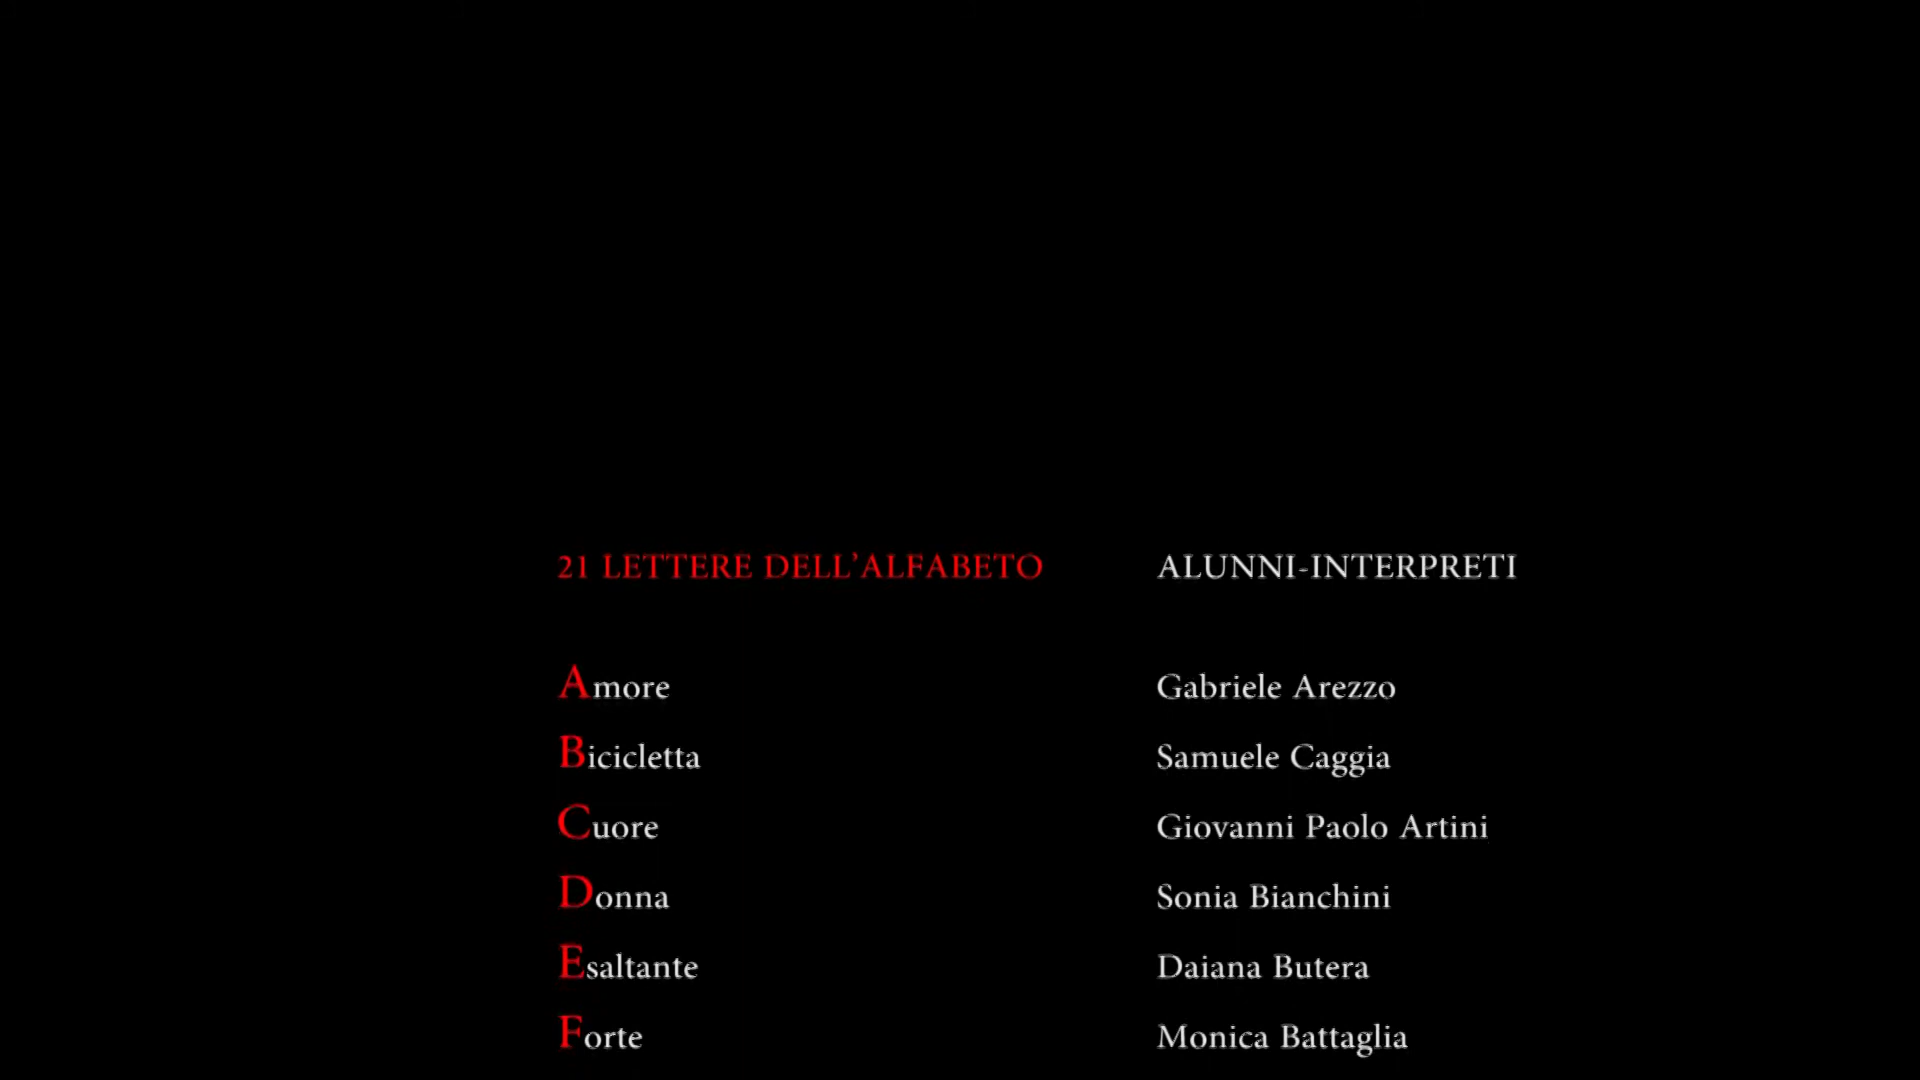 21 LETTERE DELL’ALFABETO ALUNNI-INTERPRETI
Amore Gabriele Arezzo
Bicicletta Samuele Caggia
Cuore Giovanni Paolo Artini
Donna Sonia Bianchini
Esaltante Daiana Butera
Forte Monica Battaglia